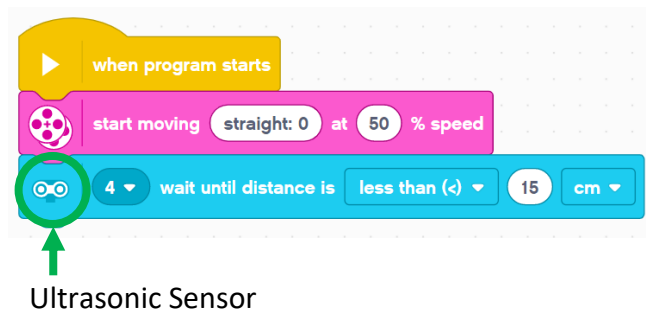 when program starts
start moving straight: 0 at 50 % speed
4 wait until distance is less than (<) 15 cm
Ultrasonic Sensor